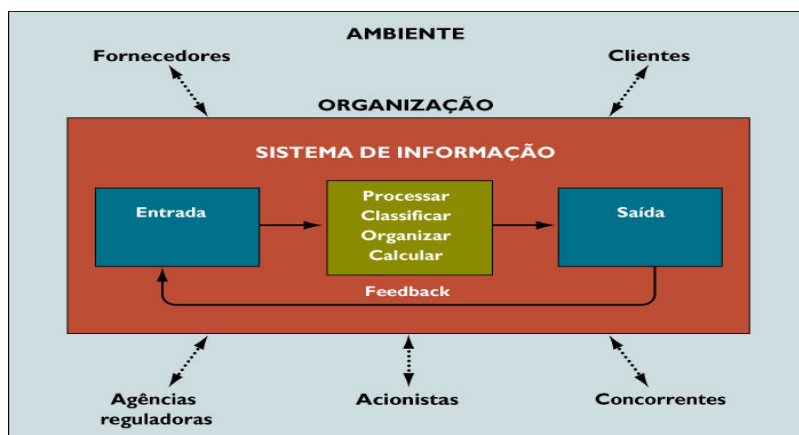 AMBIENTE
Fornecedores
Clientes
ORGANIZAÇÃO
SISTEMA DE INFORMAÇÃO
Entrada
Processar
Classificar
Organizar
Calcular
Saída
Feedback
Agências
reguladoras
Acionistas
Concorrentes